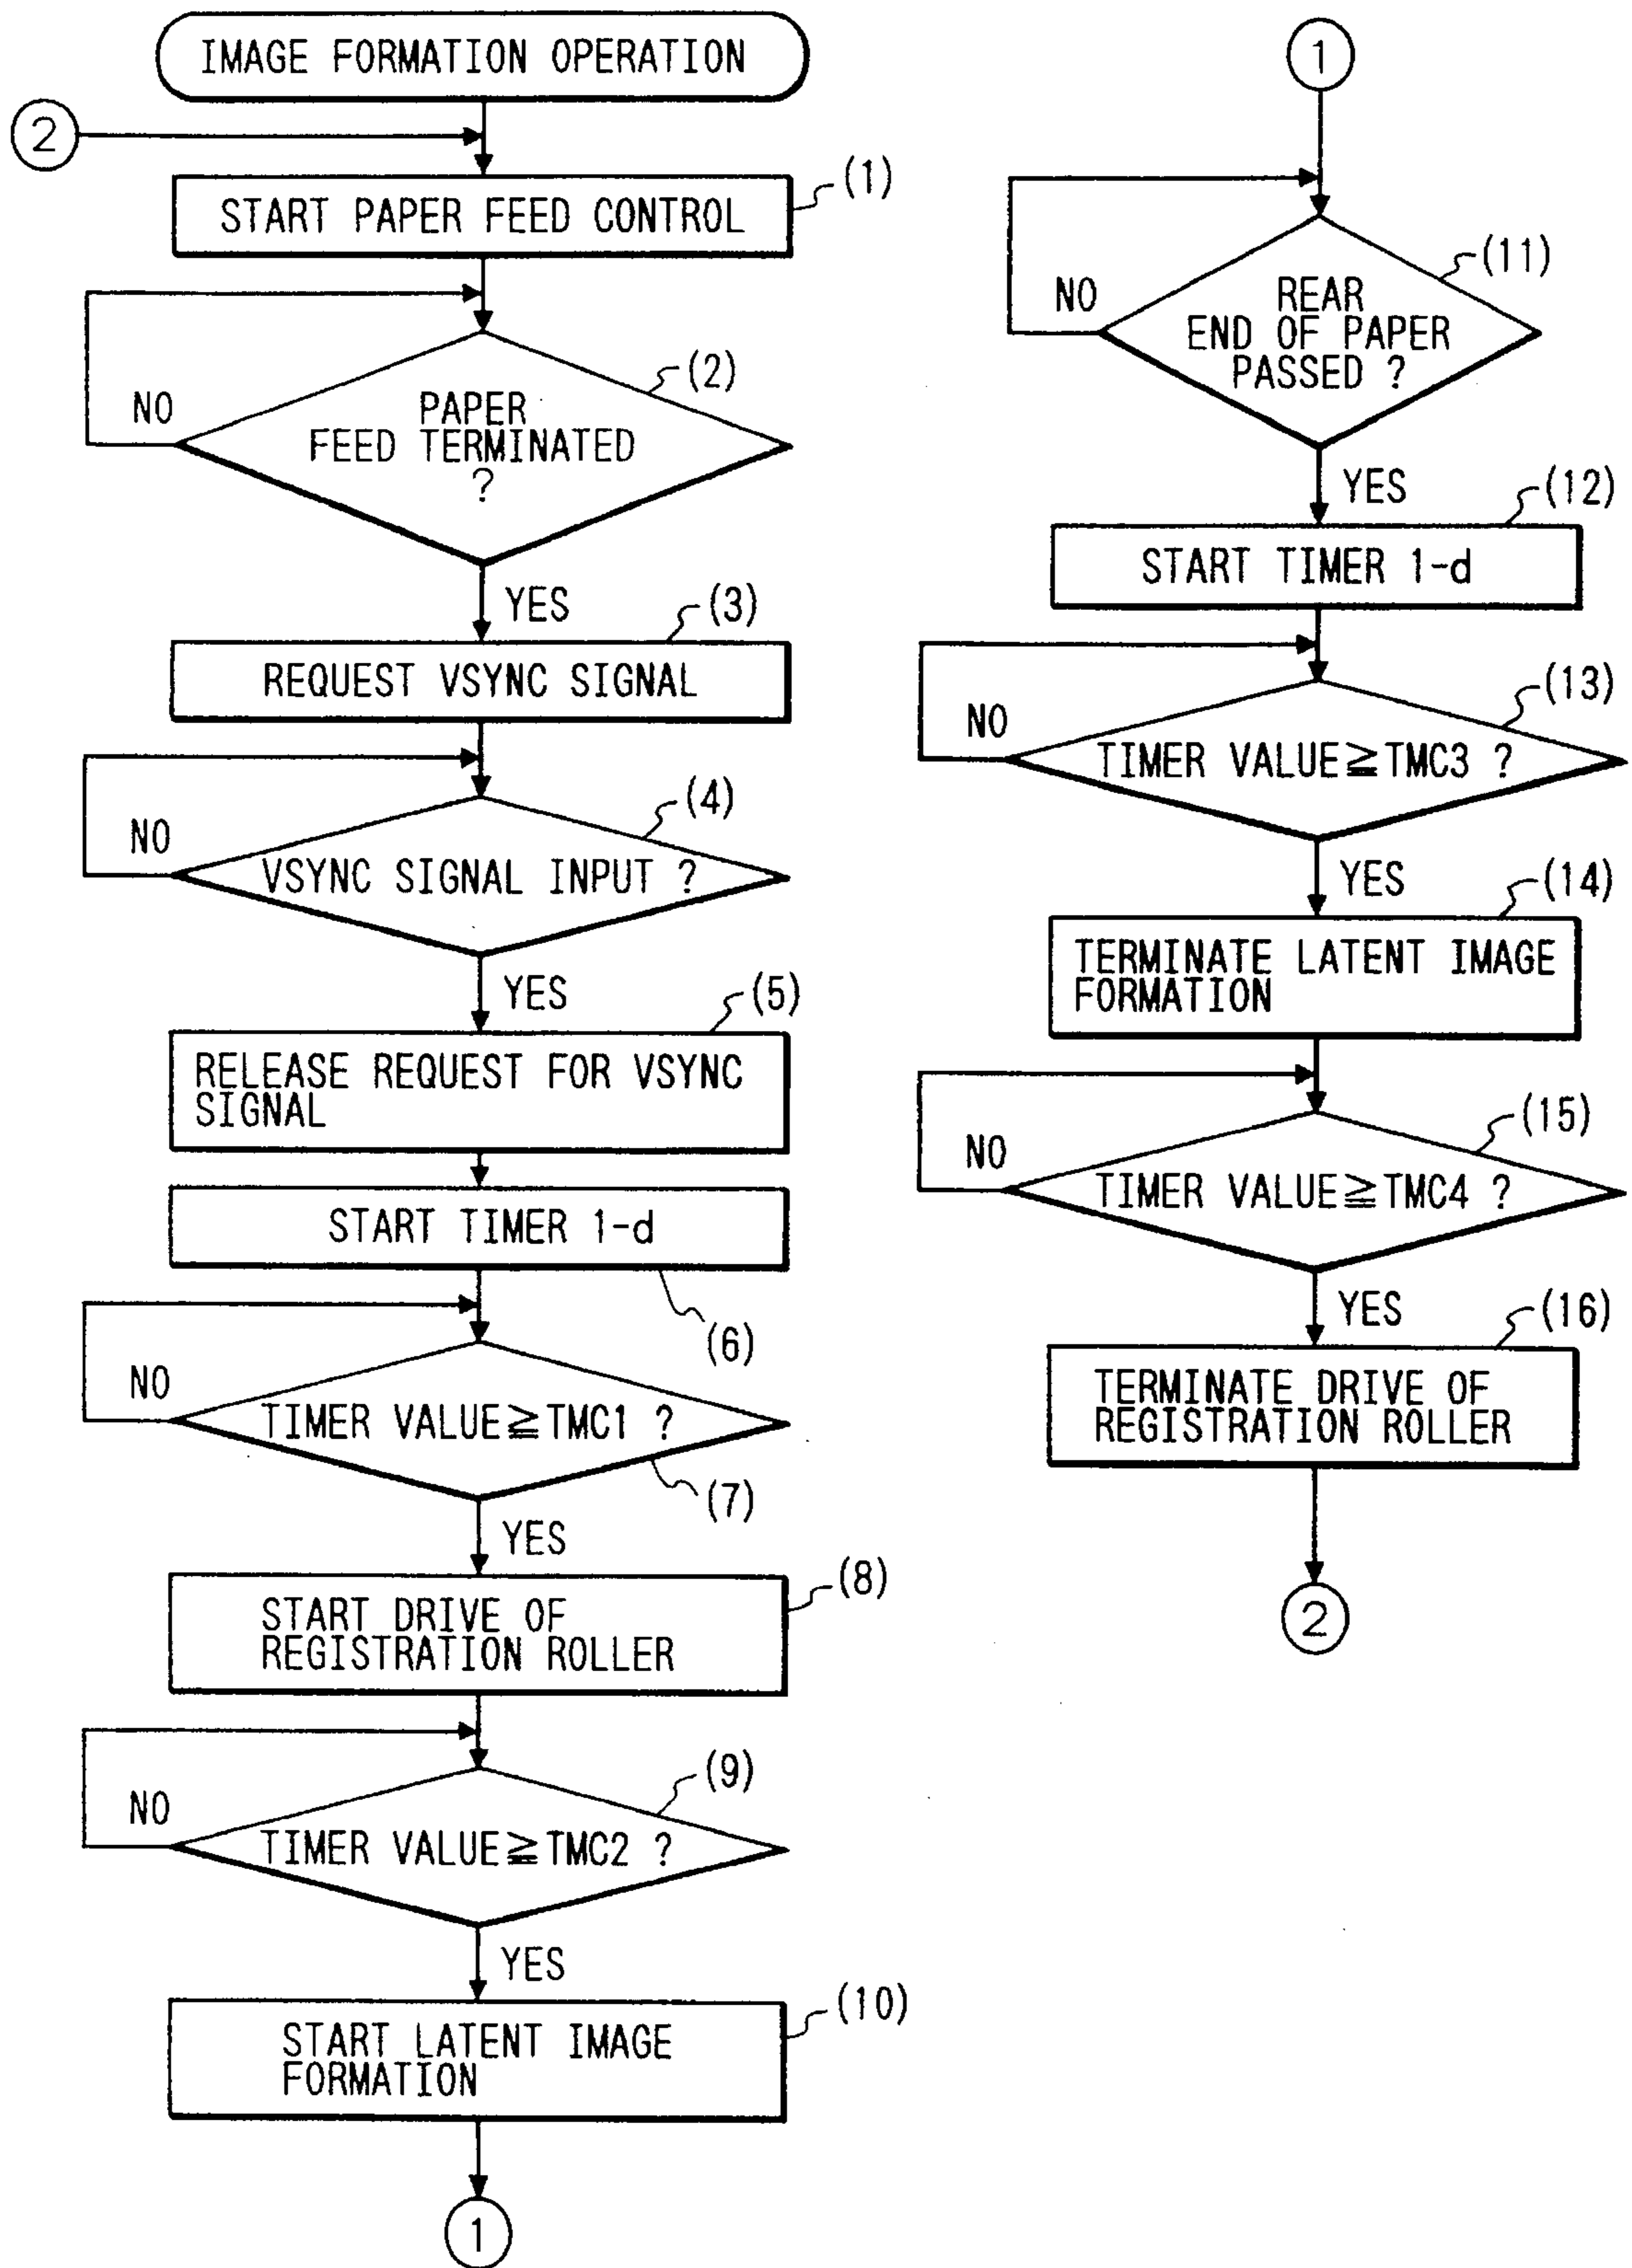 IMAGE FORMATION OPERATION
2
(1)
START PAPER FEED CONTROL
(2)
NO
PAPER
FEED TERMINATED
?
YES
(3)
REQUEST VSYNC SIGNAL
(4)
NO
VSYNC SIGNAL INPUT ?
YES
(5)
RELEASE REQUEST FOR VSYNC
SIGNAL
START TIMER 1-d
(6)
NO
TIMER VALUE≧TMC1 ?
(7)
YES
(8)
START DRIVE OF
REGISTRATION ROLLER
(9)
NO
TIMER VALUE≧TMC2 ?
YES
(10)
START LATENT IMAGE
FORMATION
1
1
(11)
NO
REAR
END OF PAPER
PASSED ?
YES
(12)
START TIMER 1-d
(13)
NO
TIMER VALUE≧TMC3 ?
YES
(14)
TERMINATE LATENT IMAGE
FORMATION
(15)
NO
TIMER VALUE≧TMC4 ?
YES
(16)
TERMINATE DRIVE OF
REGISTRATION ROLLER
2